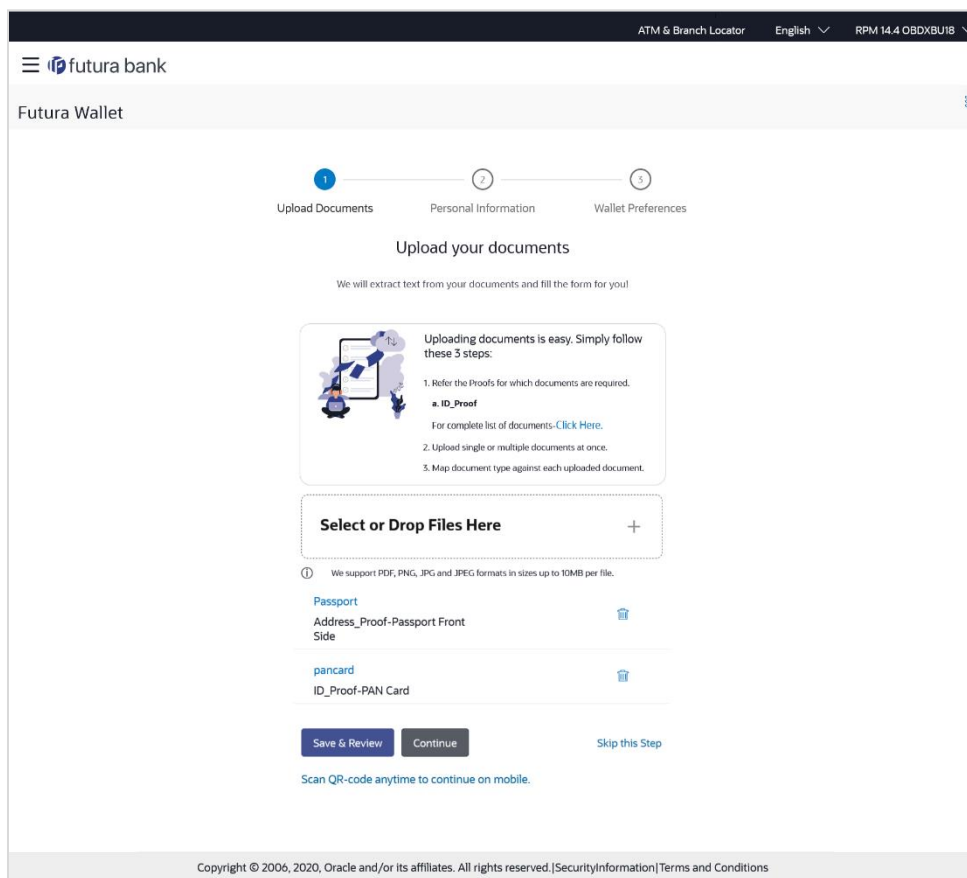 ATM & Branch Locator English RPM 14.4 OBDXBU18
futura bank
Futura Wallet
1 2 3
Upload Documents Personal Information Wallet Preferences
Upload your documents
We will extract text from your documents and fill the form for you!
Uploading documents is easy. Simply follow
these 3 steps:
1. Refer the Proofs for which documents are required.
a. ID_Proof
For complete list of documents-Click Here.
2. Upload single or multiple documents at once.
3. Map document type against each uploaded document.
Select or Drop Files Here
We support PDF, PNG, JPG and JPEG formats in sizes up to 10MB per file.
Passport
Address_Proof-Passport Front
Side
pancard
ID_Proof-PAN Card
Save & Review Continue Skip this Step
Scan QR-code anytime to continue on mobile.
Copyright © 2006, 2020, Oracle and/or its affiliates. All rights reserved.|SecurityInformation|Terms and Conditions